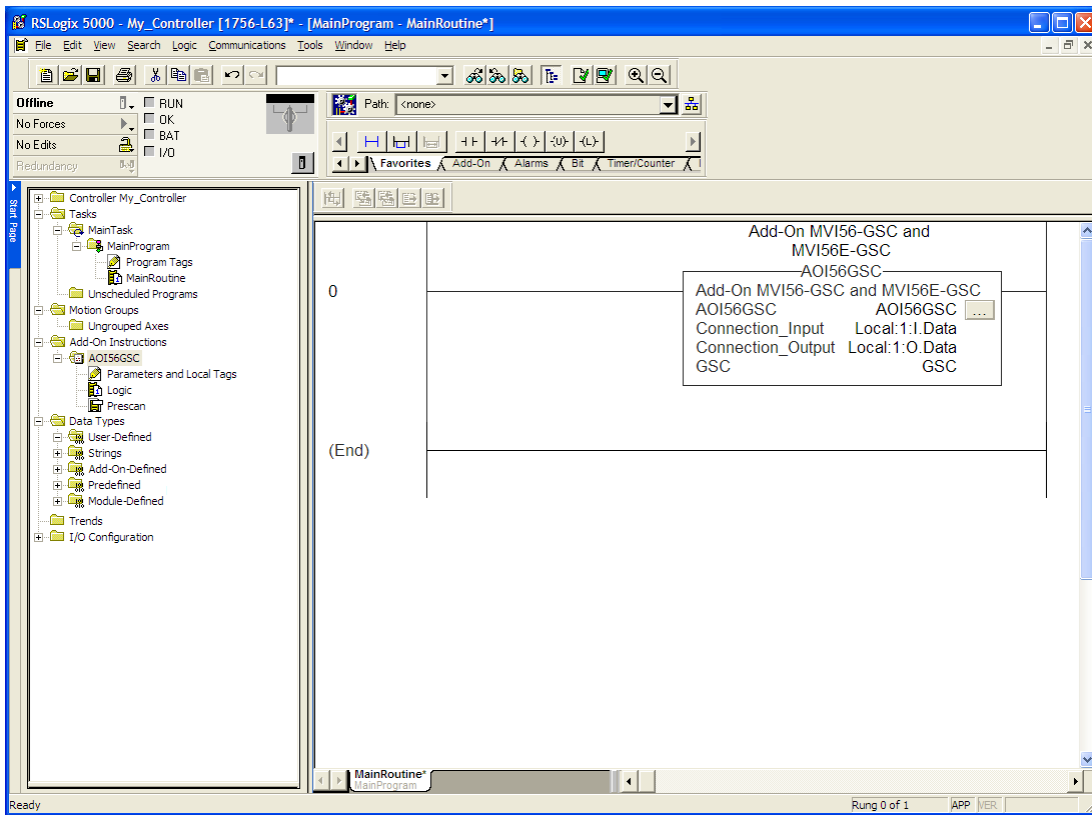 RSLogix 5000 - My_Controller [1756-L63]* - [MainProgram - MainRoutine*]
File Edit View Search Logic Communications Tools Window Help
Offline
RUN
No Forces
OK
No Edits
BAT
Redundancy
I/O
Path: <none>
Favorites Add-On Alarms Bit Timer/Counter
Start Page
Controller My_Controller
Tasks
MainTask
MainProgram
Program Tags
MainRoutine
Unscheduled Programs
Motion Groups
Ungrouped Axes
Add-On Instructions
AOI56GSC
Parameters and Local Tags
Logic
Prescan
Data Types
User-Defined
Strings
Add-On-Defined
Predefined
Module-Defined
Trends
I/O Configuration
Add-On MVI56-GSC and
MVI56E-GSC
AOI56GSC
0
Add-On MVI56-GSC and MVI56E-GSC
AOI56GSC AOI56GSC ...
Connection_Input Local:1:I.Data
Connection_Output Local:1:O.Data
GSC GSC
(End)
MainRoutine*
MainProgram
Ready
Rung 0 of 1 APP VER